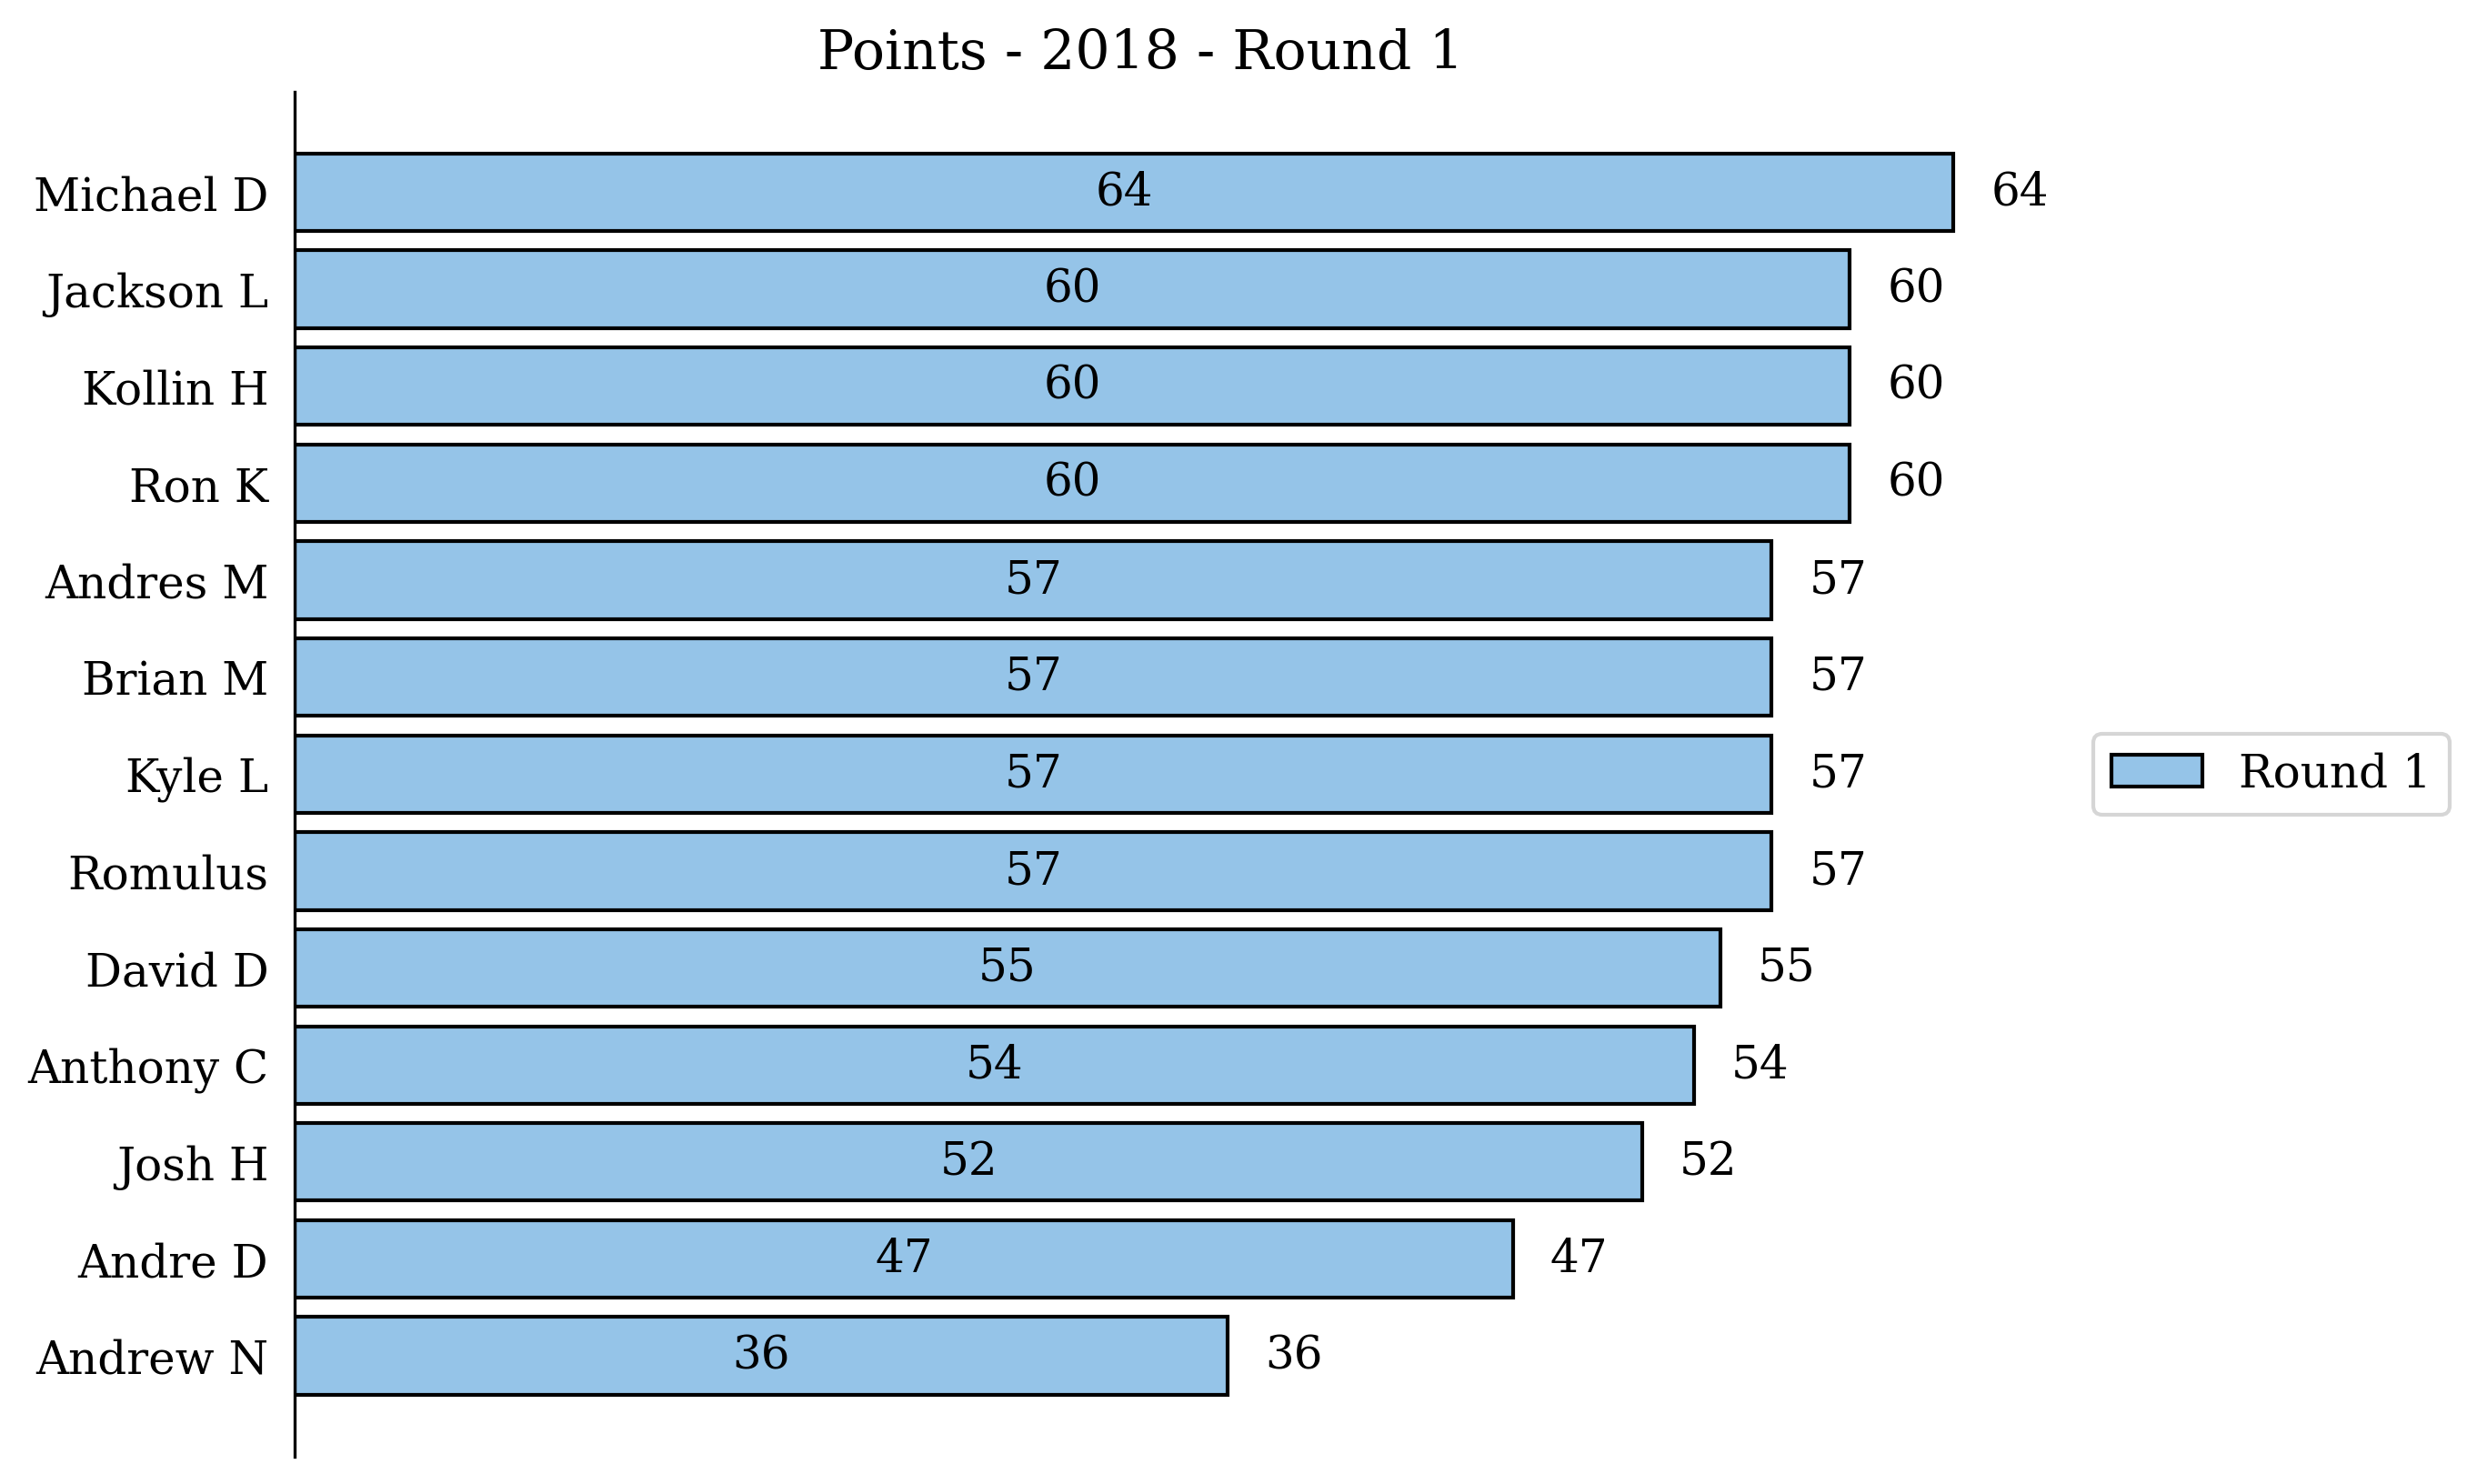 Points - 2018 - Round 1
Michael D 64 64
Jackson L 60 60
Kollin H 60 60
Ron K 60 60
Andres M 57 57
Brian M 57 57
Kyle L 57 57
Round 1
Romulus 57 57
David D 55 55
Anthony C 54 54
Josh H 52 52
Andre D 47 47
Andrew N 36 36